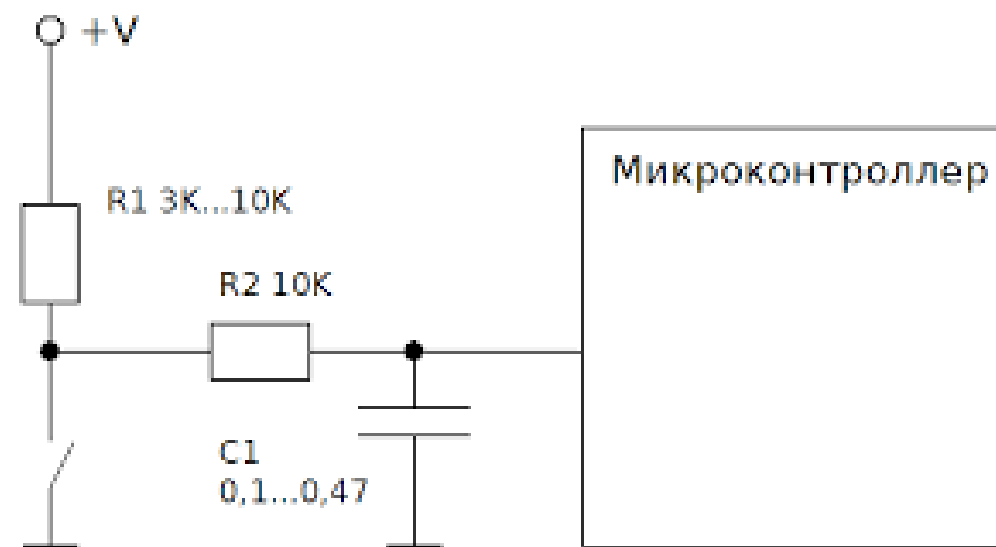 +V
Микроконтроллер
R1 3K...10K
R2 10K
C1
0,1...0,47